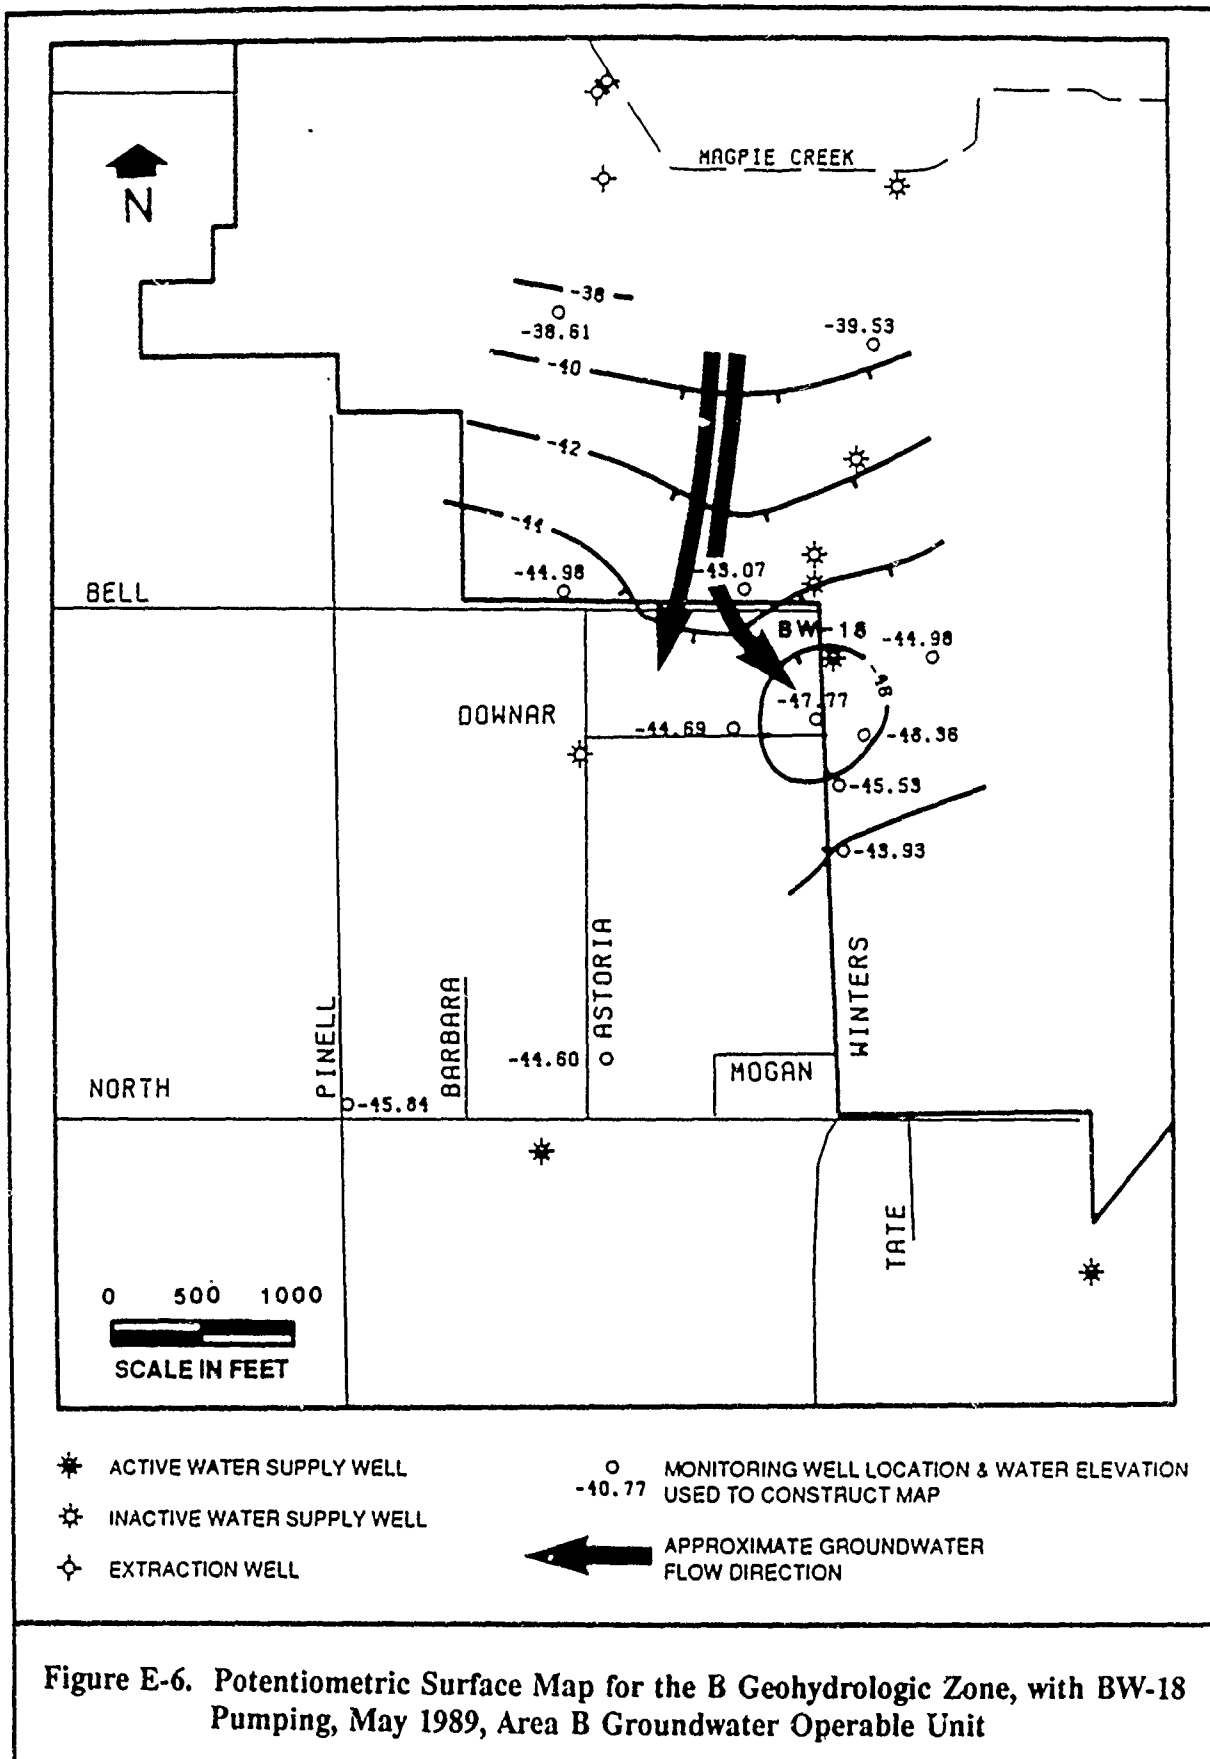 MAGPIE CREEK
N
-38
-38.61
-39.53
-40
-42
-44
-44.98
-43.07
BELL
BW-18
-44.98
-48
-47.77
DOWNAR
-44.69
-48.36
-45.53
-43.93
ASTORIA
WINTERS
PINELL
BARBARA
-44.60
MOGAN
NORTH
-45.84
TATE
0 500 1000
SCALE IN FEET
ACTIVE WATER SUPPLY WELL
INACTIVE WATER SUPPLY WELL
EXTRACTION WELL
-40.77
MONITORING WELL LOCATION & WATER ELEVATION
USED TO CONSTRUCT MAP
APPROXIMATE GROUNDWATER
FLOW DIRECTION
Figure E-6. Potentiometric Surface Map for the B Geohydrologic Zone, with BW-18
Pumping, May 1989, Area B Groundwater Operable Unit